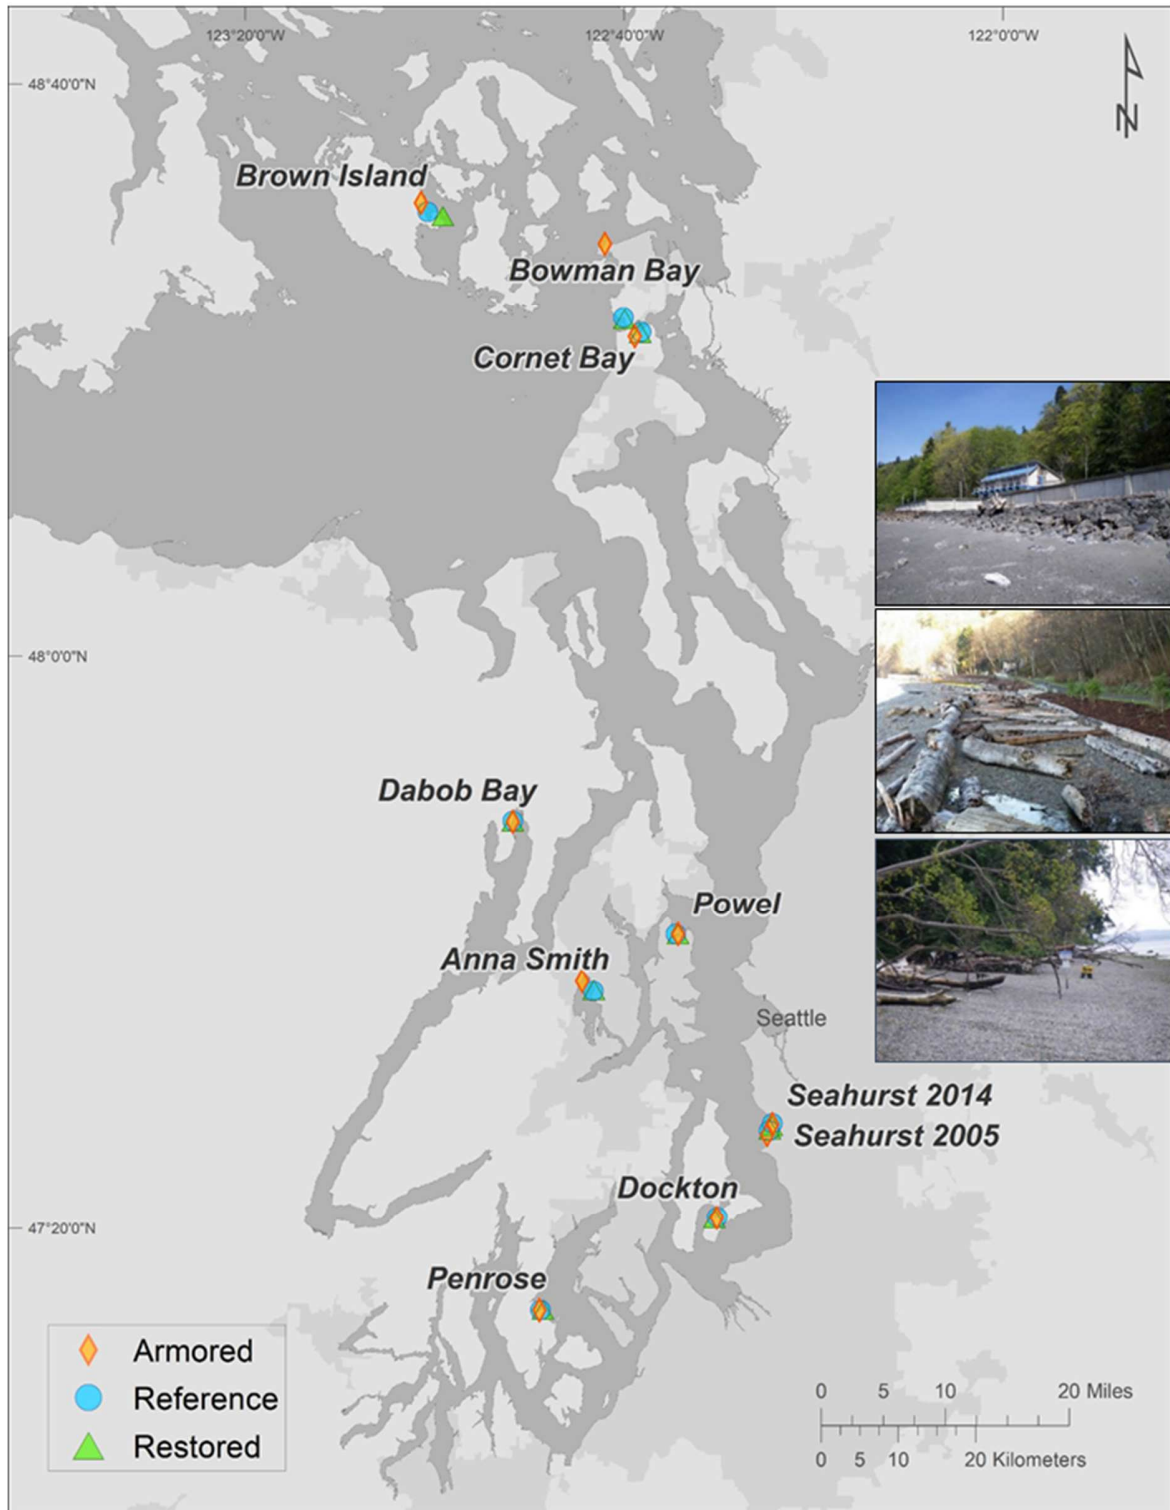 123°20'0"W 122°40'0"W 122°0'0"W
48°40'0"N
N
Brown Island
Bowman Bay
Cornet Bay
48°0'0"N
Dabob Bay
Powel
Anna Smith
Seattle
Seahurst 2014
Seahurst 2005
Dockton
47°20'0"N
Penrose
Armored
Reference
Restored
0 5 10 20 Miles
0 5 10 20 Kilometers